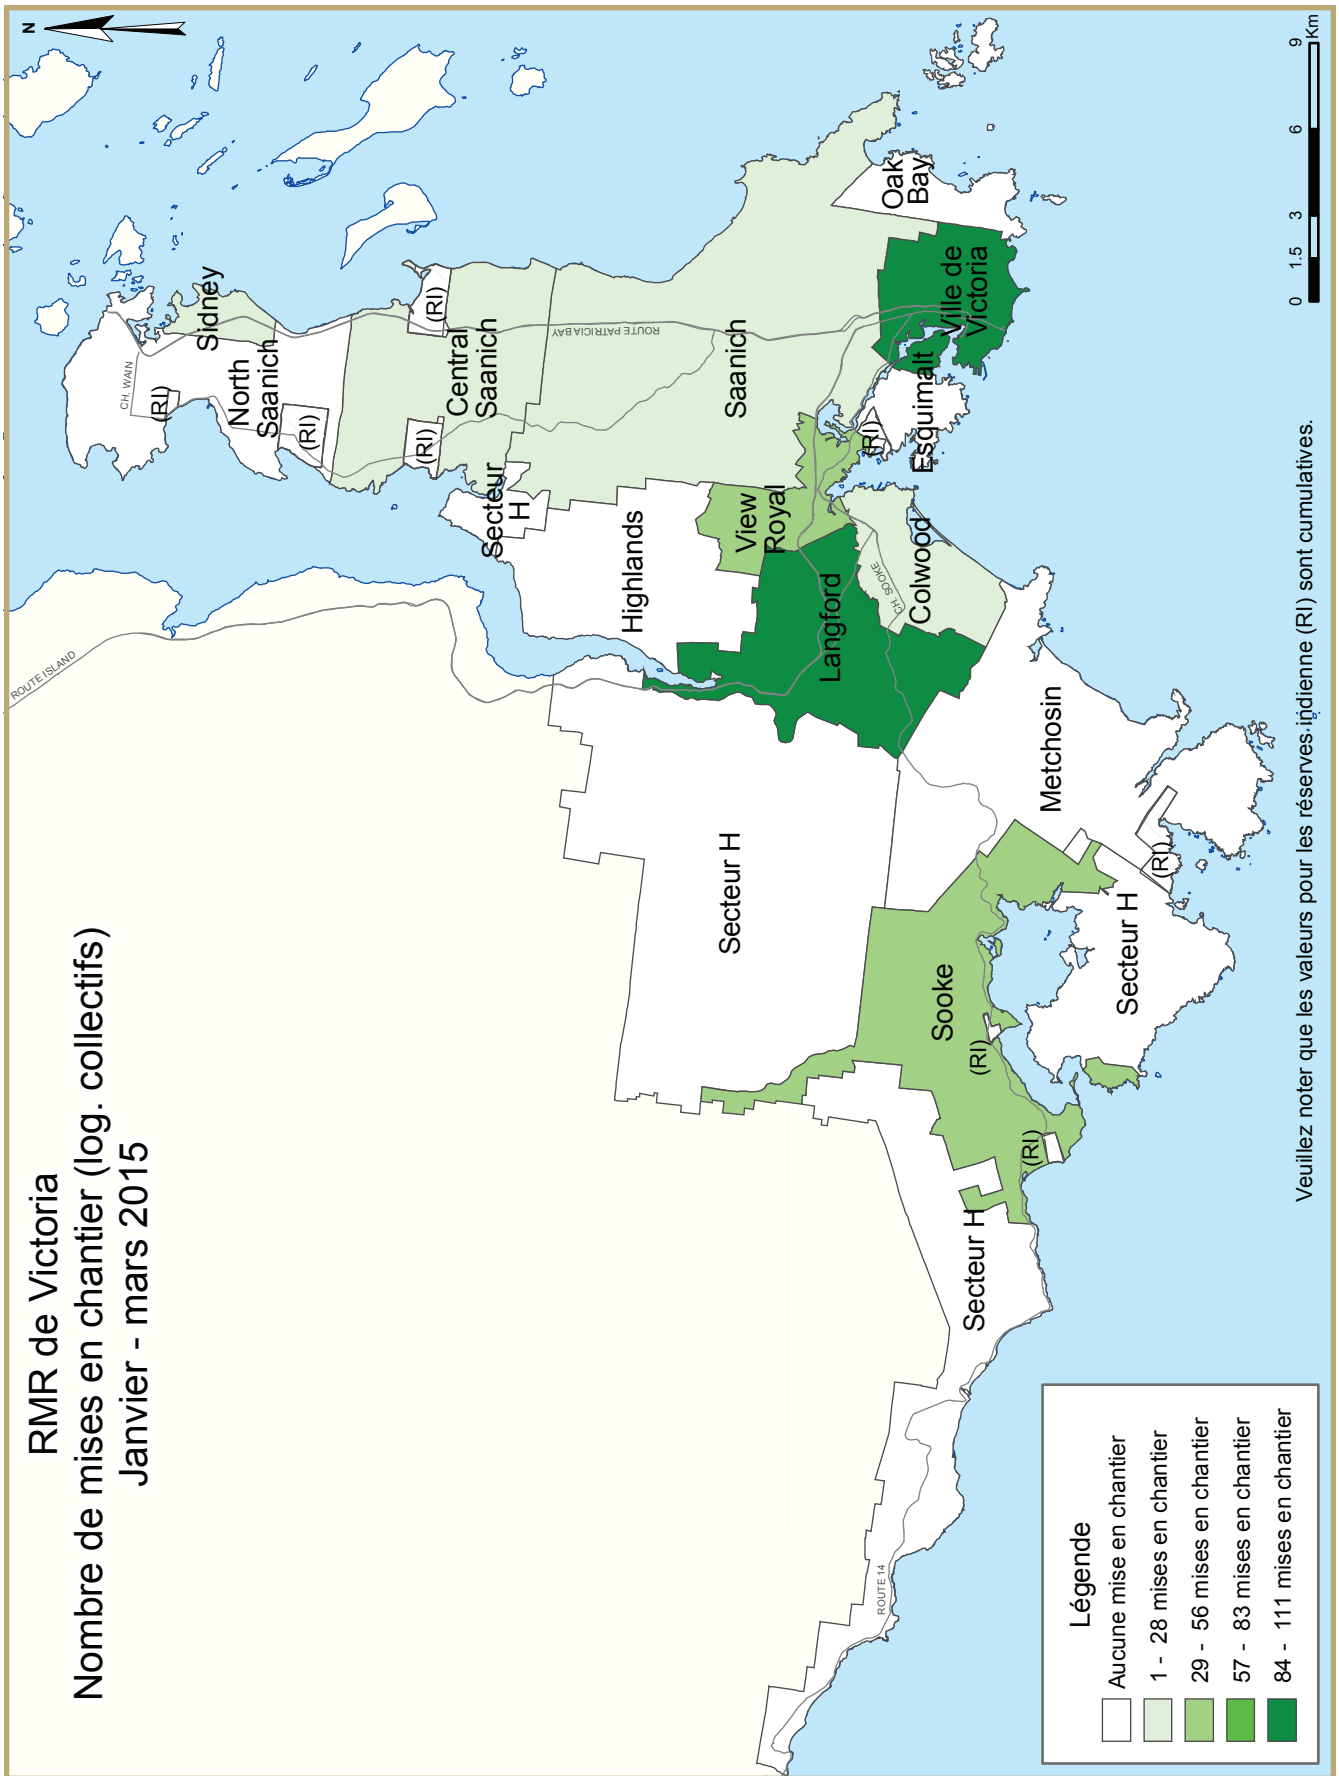 RMR de Victoria
Nombre de mises en chantier (log. collectifs)
Janvier - mars 2015
N
ROUTE ISLAND
CH. WAIN
(RI)
Sidney
North
Saanich
(RI)
(RI)
(RI)
Central
Saanich
ROUTE PATRICIA BAY
Secteur
H
Saanich
Highlands
View
Royal
Oak
Bay
Ville de
Victoria
(RI)
Esquimalt
Langford
CH. SOOKE
Colwood
Secteur H
Metchosin
Sooke
(RI)
(RI)
(RI)
Secteur H
Secteur H
ROUTE 14
Légende
Aucune mise en chantier
1 - 28 mises en chantier
29 - 56 mises en chantier
57 - 83 mises en chantier
84 - 111 mises en chantier
0 1.5 3 6 9
Km
Veuillez noter que les valeurs pour les réserves indienne (RI) sont cumulatives.